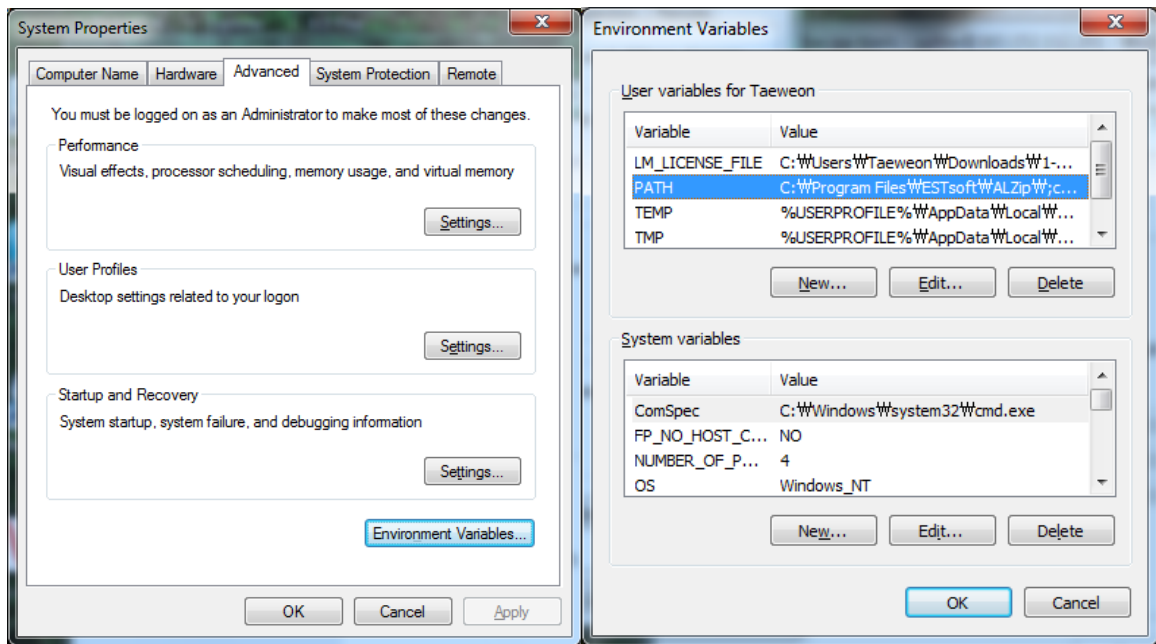 System Properties
Computer Name Hardware Advanced System Protection Remote
You must be logged on as an Administrator to make most of these changes.
Performance
Visual effects, processor scheduling, memory usage, and virtual memory
Settings...
User Profiles
Desktop settings related to your logon
Settings...
Startup and Recovery
System startup, system failure, and debugging information
Settings...
Environment Variables...
OK Cancel Apply
Environment Variables
User variables for Taeweon
Variable Value
LM_LICENSE_FILE C:₩Users₩Taeweon₩Downloads₩1-...
PATH C:₩Program Files₩ESTsoft₩ALZip₩;c...
TEMP %USERPROFILE%₩AppData₩Local₩...
TMP %USERPROFILE%₩AppData₩Local₩...
New... Edit... Delete
System variables
Variable Value
ComSpec C:₩Windows₩system32₩cmd.exe
FP_NO_HOST_C... NO
NUMBER_OF_P... 4
OS Windows_NT
New... Edit... Delete
OK Cancel